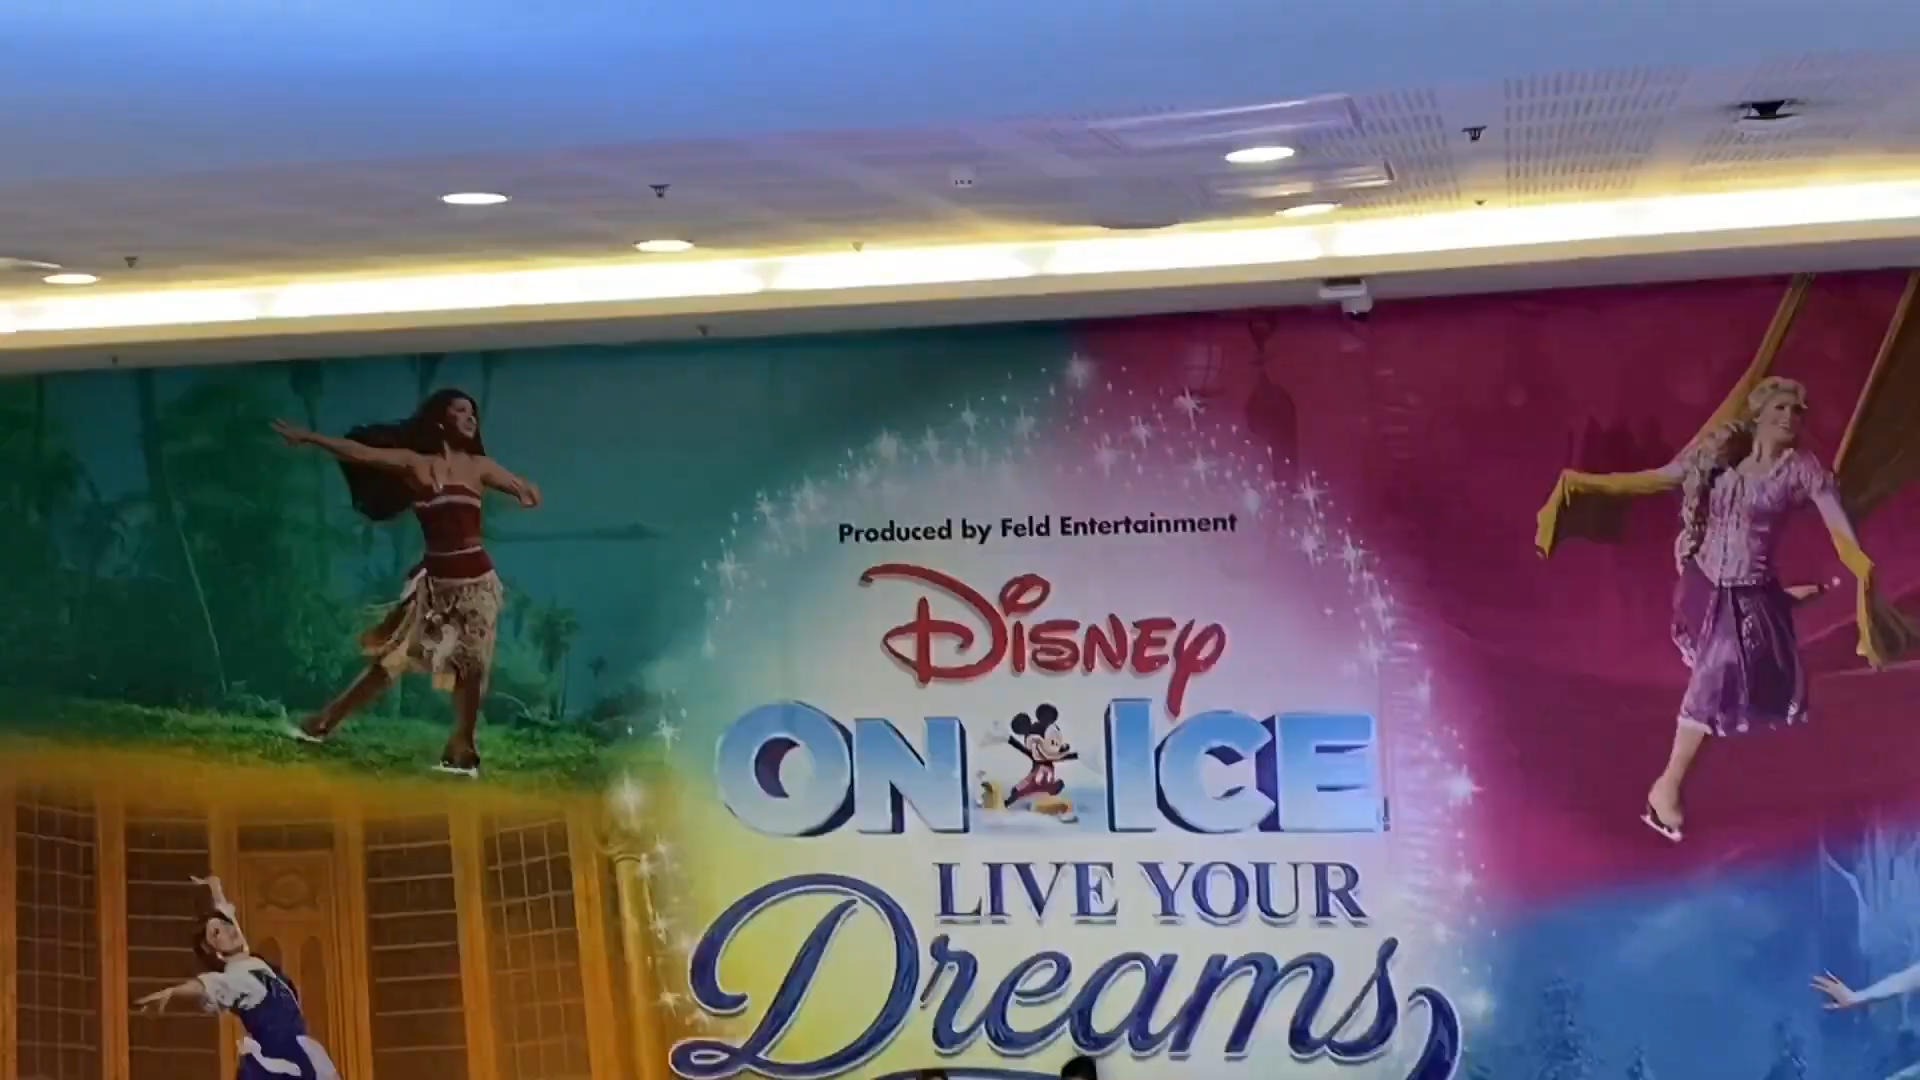 Produced by Feld Entertainment
Disney
ON ICE
LIVE YOUR
Dreams